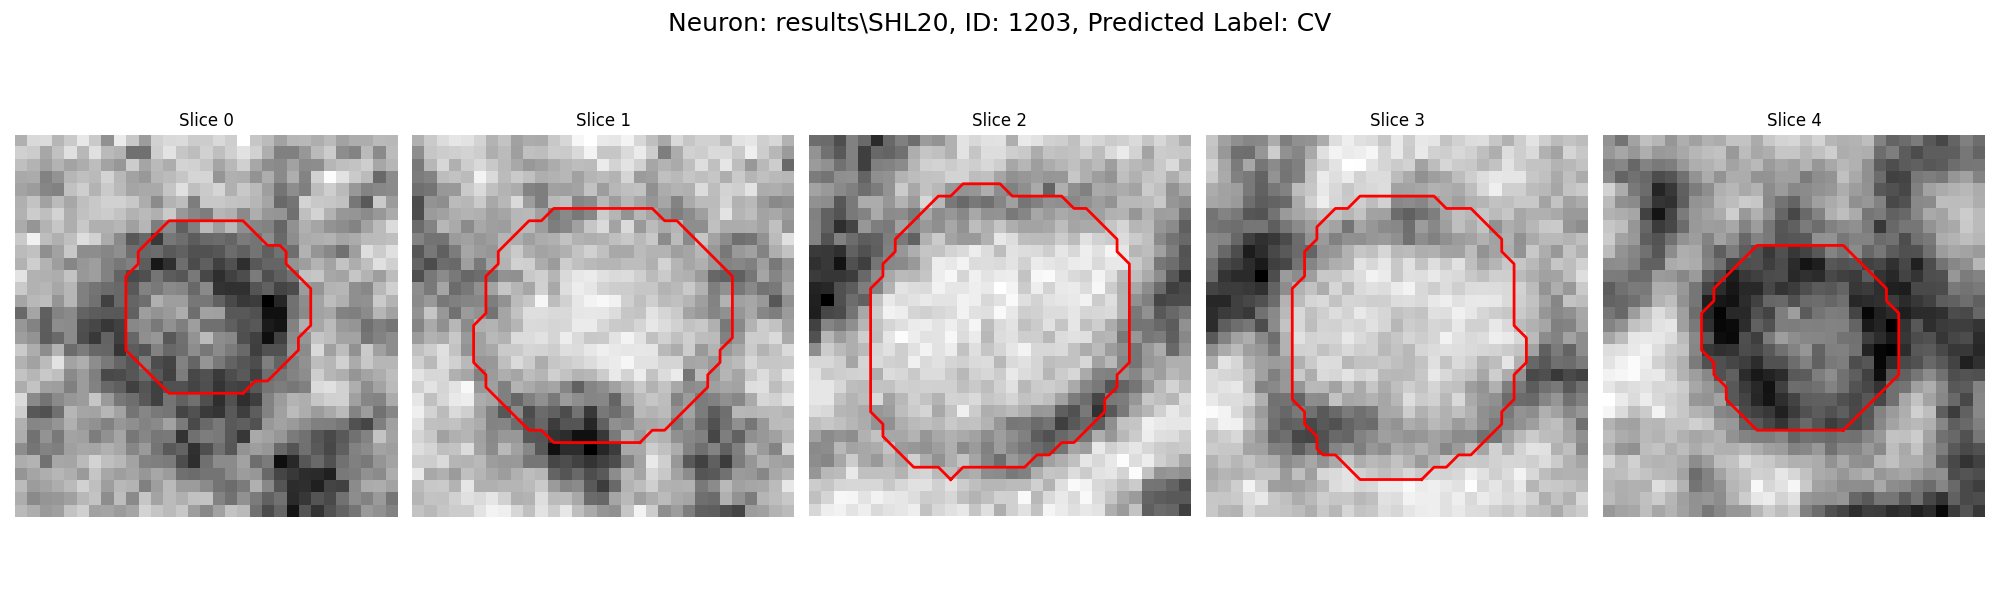 Neuron: results\SHL20, ID: 1203, Predicted Label: CV
Slice 0
Slice 1
Slice 2
Slice 3
Slice 4